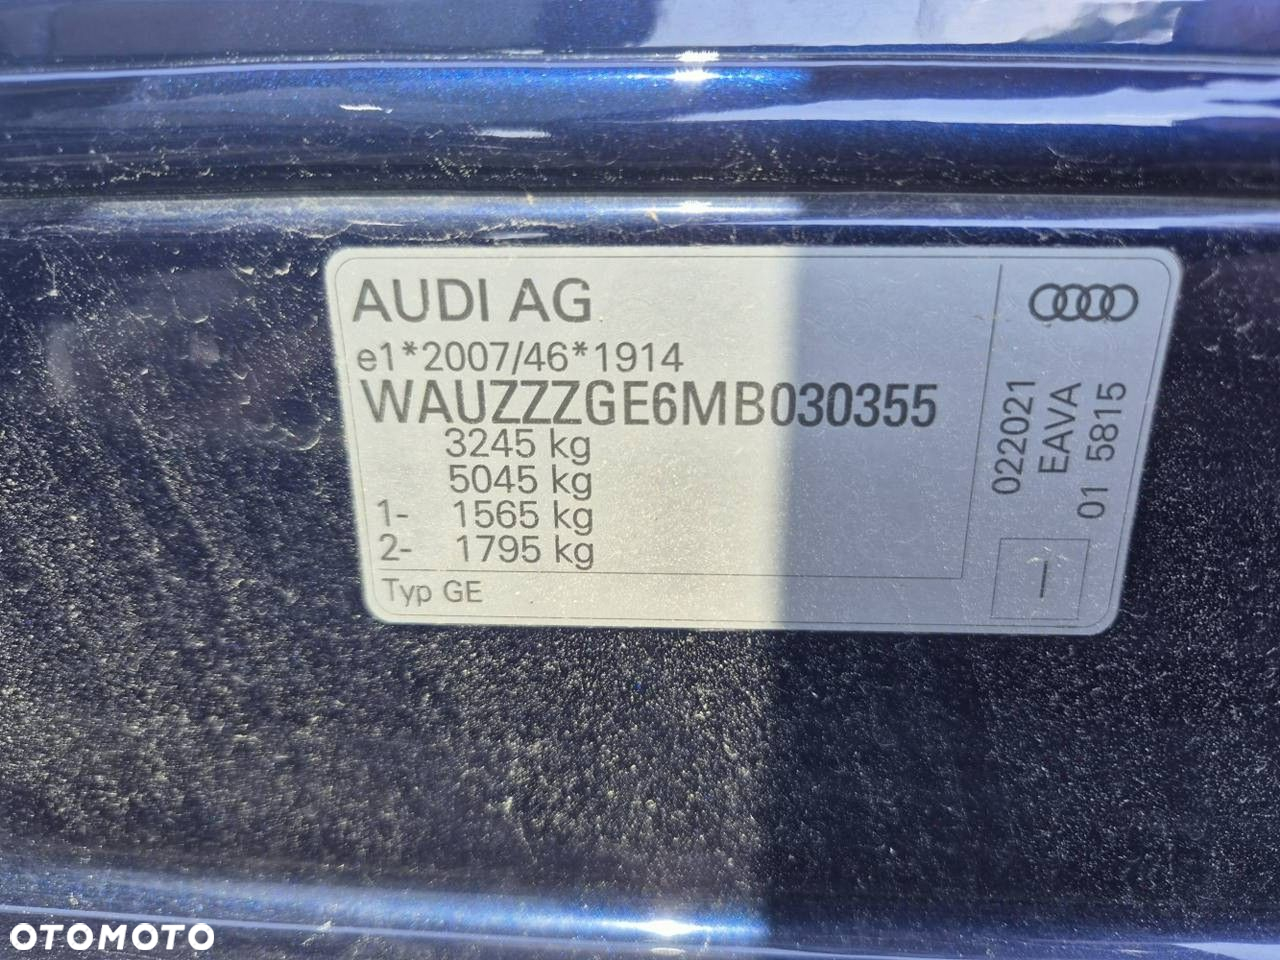 AUDI AG
e1*2007/46*1914
WAUZZZGE6MB030355
3245 kg
5045 kg
1- 1565 kg
2- 1795 kg
Typ GE
022021
EAVA
01 5815
OTOMOTO